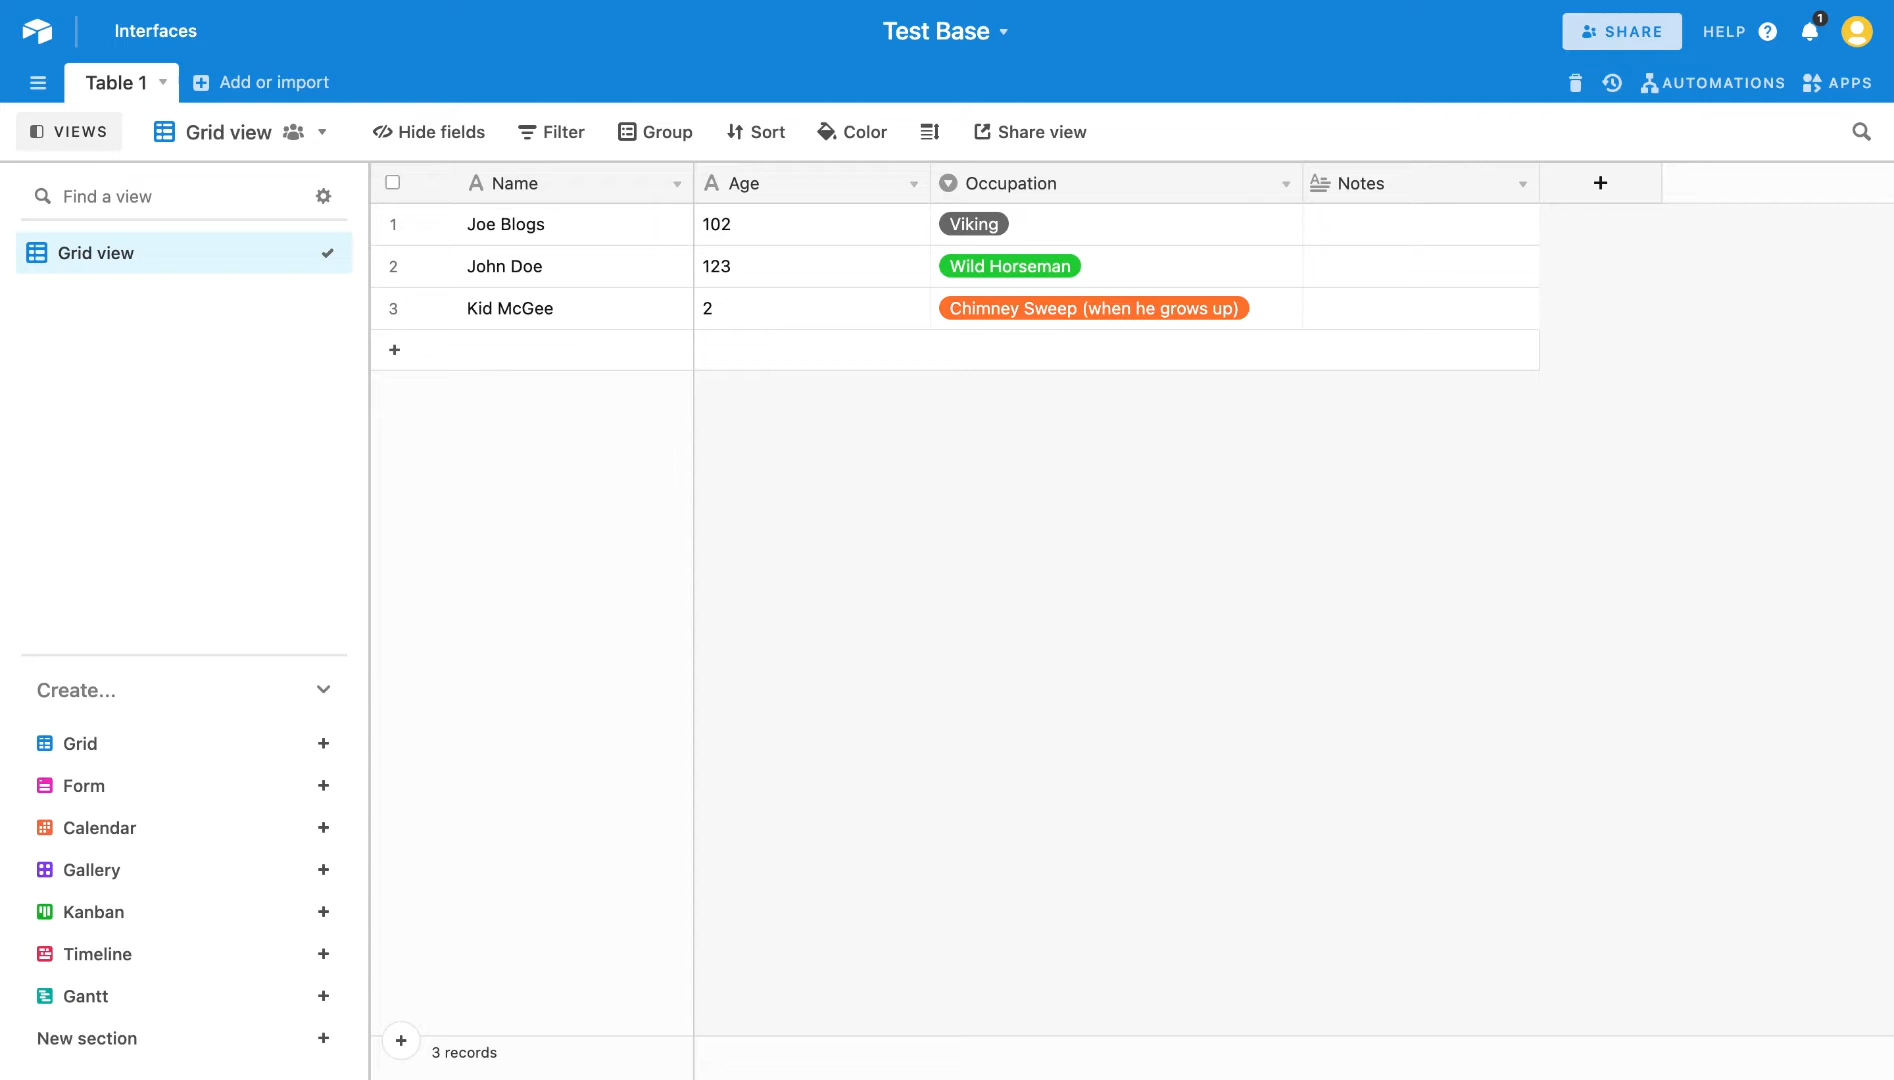 Interfaces
Test Base
SHARE
HELP
1
Table 1
Add or import
AUTOMATIONS
APPS
VIEWS
Grid view
Hide fields
Filter
Group
Sort
Color
Share view
Find a view
Grid view
Name
Age
Occupation
Notes
1 Joe Blogs 102 Viking
2 John Doe 123 Wild Horseman
3 Kid McGee 2 Chimney Sweep (when he grows up)
Create...
Grid
Form
Calendar
Gallery
Kanban
Timeline
Gantt
New section
3 records